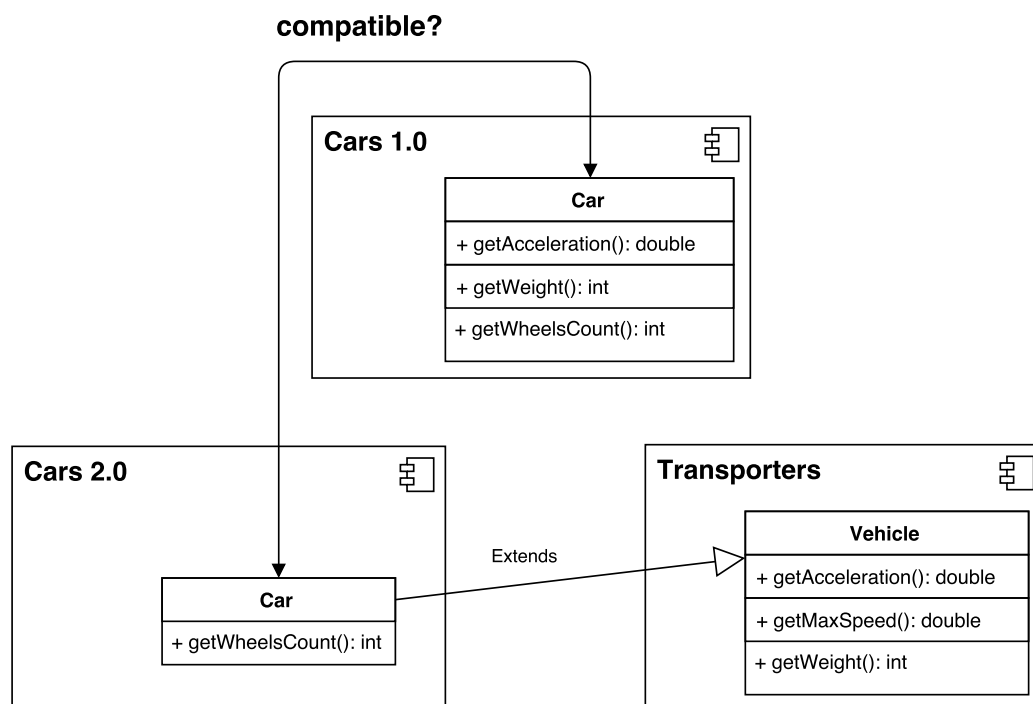 compatible?
Cars 1.0
Car
+ getAcceleration(): double
+ getWeight(): int
+ getWheelsCount(): int
Cars 2.0
Car
+ getWheelsCount(): int
Extends
Transporters
Vehicle
+ getAcceleration(): double
+ getMaxSpeed(): double
+ getWeight(): int